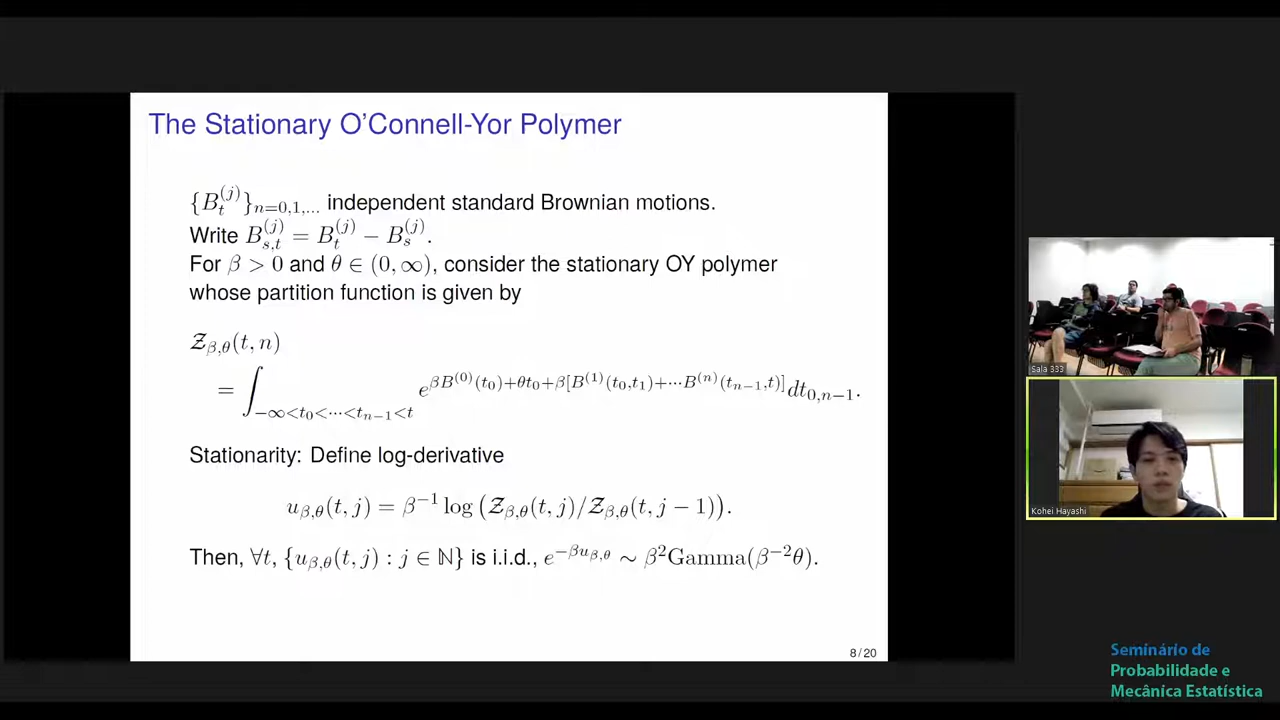 The Stationary O'Connell-Yor Polymer
{B_t^{(j)}}_{n=0,1,...} independent standard Brownian motions.
Write B_{s,t}^{(j)} = B_t^{(j)} − B_s^{(j)}.
For β > 0 and θ ∈ (0, ∞), consider the stationary OY polymer
whose partition function is given by
𝒵_{β,θ}(t, n)
= ∫_{−∞<t_0<···<t_{n−1}<t} e^{βB^{(0)}(t_0)+θt_0+β[B^{(1)}(t_0,t_1)+···B^{(n)}(t_{n−1},t)]} dt_{0,n−1}.
Stationarity: Define log-derivative
u_{β,θ}(t, j) = β^{−1} log (𝒵_{β,θ}(t, j)/𝒵_{β,θ}(t, j − 1)).
Then, ∀t, {u_{β,θ}(t, j) : j ∈ ℕ} is i.i.d., e^{−βu_{β,θ}} ∼ β^2Gamma(β^{−2}θ).
8 / 20
Sala 333
Kohei Hayashi
Seminário de
Probabilidade e
Mecânica Estatística